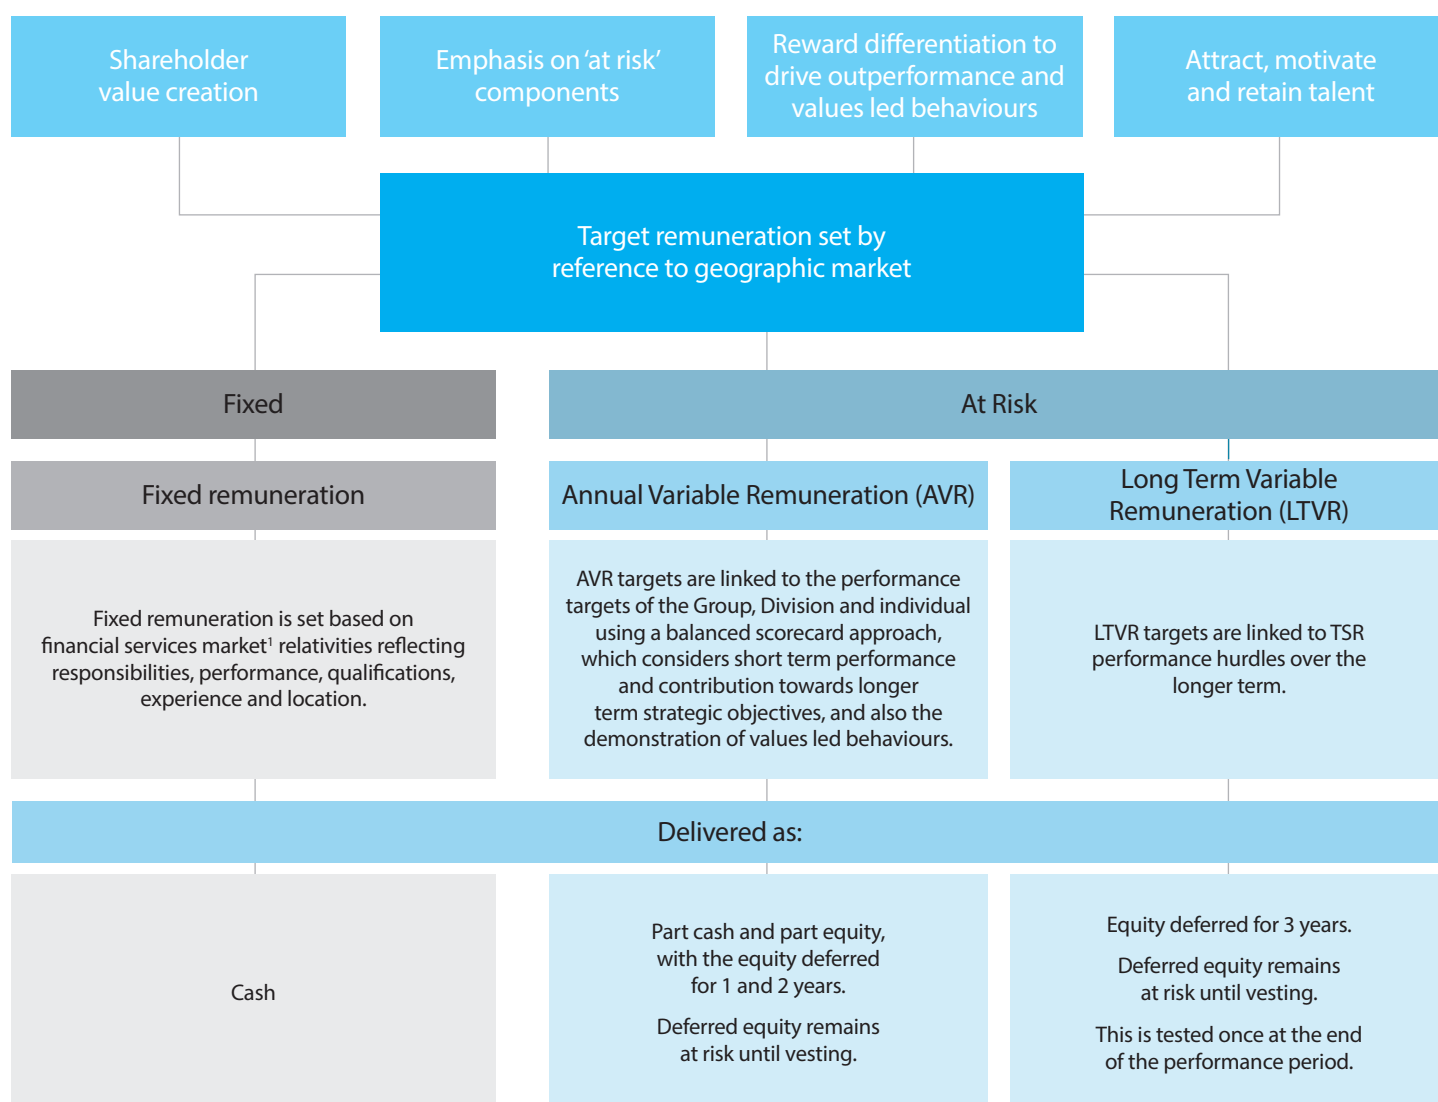 Shareholder
value creation
Emphasis on ‘at risk’
components
Reward differentiation to
drive outperformance and
values led behaviours
Attract, motivate
and retain talent
Target remuneration set by
reference to geographic market
Fixed
At Risk
Fixed remuneration
Annual Variable Remuneration (AVR)
Long Term Variable
Remuneration (LTVR)
Fixed remuneration is set based on
financial services market¹ relativities reflecting
responsibilities, performance, qualifications,
experience and location.
AVR targets are linked to the performance
targets of the Group, Division and individual
using a balanced scorecard approach,
which considers short term performance
and contribution towards longer
term strategic objectives, and also the
demonstration of values led behaviours.
LTVR targets are linked to TSR
performance hurdles over the
longer term.
Delivered as:
Cash
Part cash and part equity,
with the equity deferred
for 1 and 2 years.
Deferred equity remains
at risk until vesting.
Equity deferred for 3 years.
Deferred equity remains
at risk until vesting.
This is tested once at the end
of the performance period.